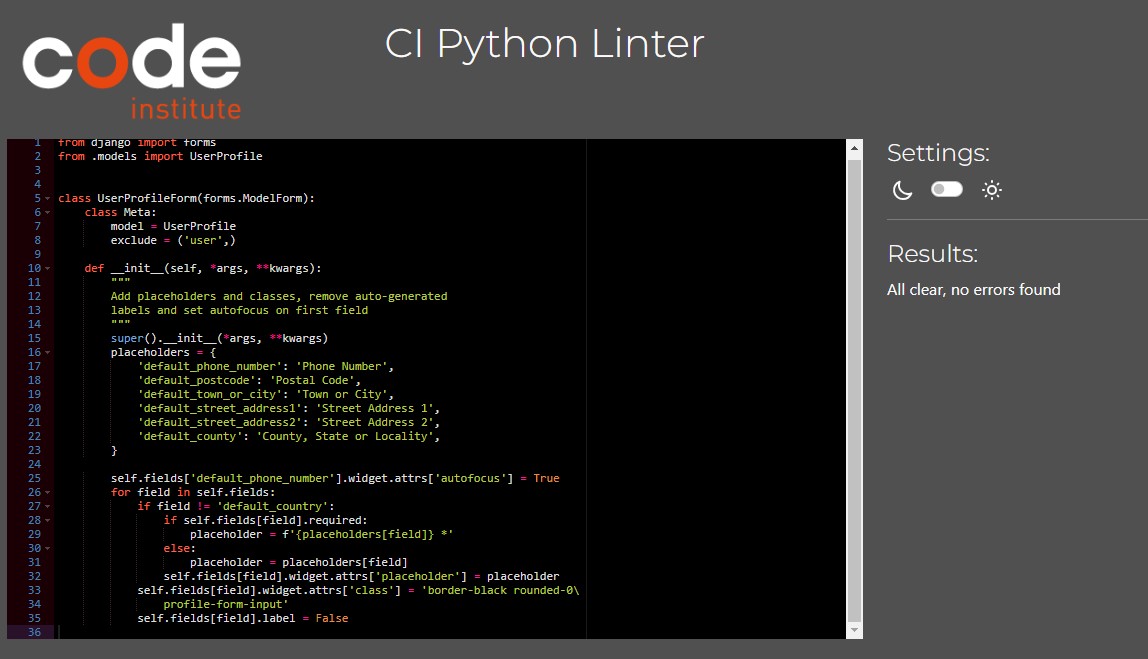 code
institute
CI Python Linter
1 from django import forms
2 from .models import UserProfile
3
4
5 class UserProfileForm(forms.ModelForm):
6     class Meta:
7         model = UserProfile
8         exclude = ('user',)
9
10     def __init__(self, *args, **kwargs):
11         """
12         Add placeholders and classes, remove auto-generated
13         labels and set autofocus on first field
14         """
15         super().__init__(*args, **kwargs)
16         placeholders = {
17             'default_phone_number': 'Phone Number',
18             'default_postcode': 'Postal Code',
19             'default_town_or_city': 'Town or City',
20             'default_street_address1': 'Street Address 1',
21             'default_street_address2': 'Street Address 2',
22             'default_county': 'County, State or Locality',
23         }
24
25         self.fields['default_phone_number'].widget.attrs['autofocus'] = True
26         for field in self.fields:
27             if field != 'default_country':
28                 if self.fields[field].required:
29                     placeholder = f'{placeholders[field]} *'
30                 else:
31                     placeholder = placeholders[field]
32                 self.fields[field].widget.attrs['placeholder'] = placeholder
33             self.fields[field].widget.attrs['class'] = 'border-black rounded-0\
34                 profile-form-input'
35             self.fields[field].label = False
36
Settings:
Results:
All clear, no errors found